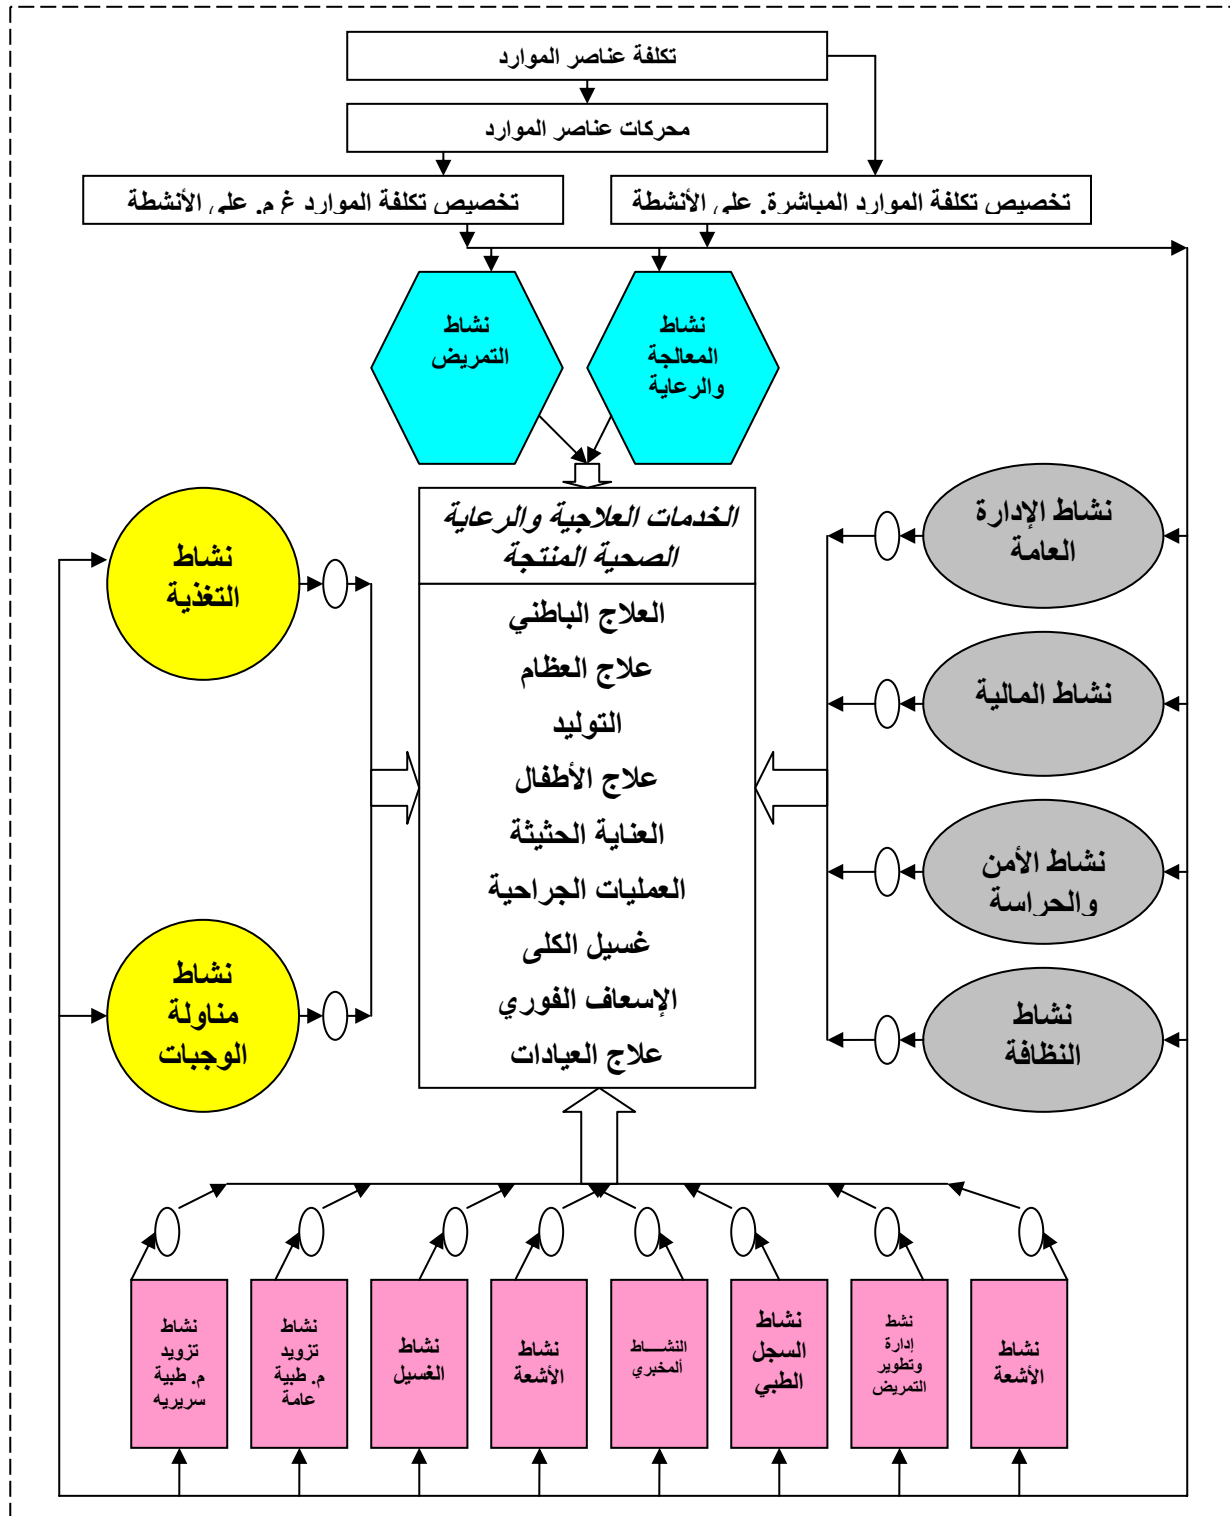 تكلفة عناصر الموارد
محركات عناصر الموارد
تخصيص تكلفة الموارد المباشرة. على الأنشطة
تخصيص تكلفة الموارد غ م. على الأنشطة
نشاط
المعالجة
والرعاية
نشاط
التمريض
نشاط الإدارة
العامة
نشاط المالية
نشاط الأمن
والحراسة
نشاط
النظافة
الخدمات العلاجية والرعاية
الصحية المنتجة
العلاج الباطني
علاج العظام
التوليد
علاج الأطفال
العناية الحثيثة
العمليات الجراحية
غسيل الكلى
الإسعاف الفوري
علاج العيادات
نشاط
التغذية
نشاط
مناولة
الوجبات
نشاط
الأشعة
نشط
إدارة
وتطوير
التمريض
نشاط
السجل
الطبي
النشـــاط
ألمخبري
نشاط
الأشعة
نشاط
الغسيل
نشاط
تزويد
م. طبية
عامة
نشاط
تزويد
م. طبية
سريريه